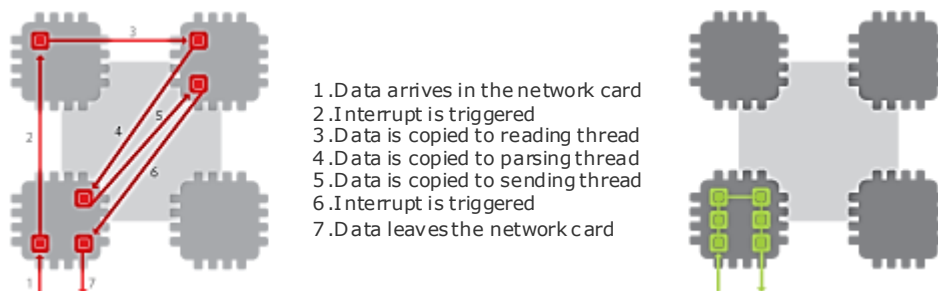 3
1.Data arrives in the network card
2.Interrupt is triggered
3.Data is copied to reading thread
4.Data is copied to parsing thread
5.Data is copied to sending thread
6.Interrupt is triggered
7.Data leaves the network card
2
4
5
6
1
7